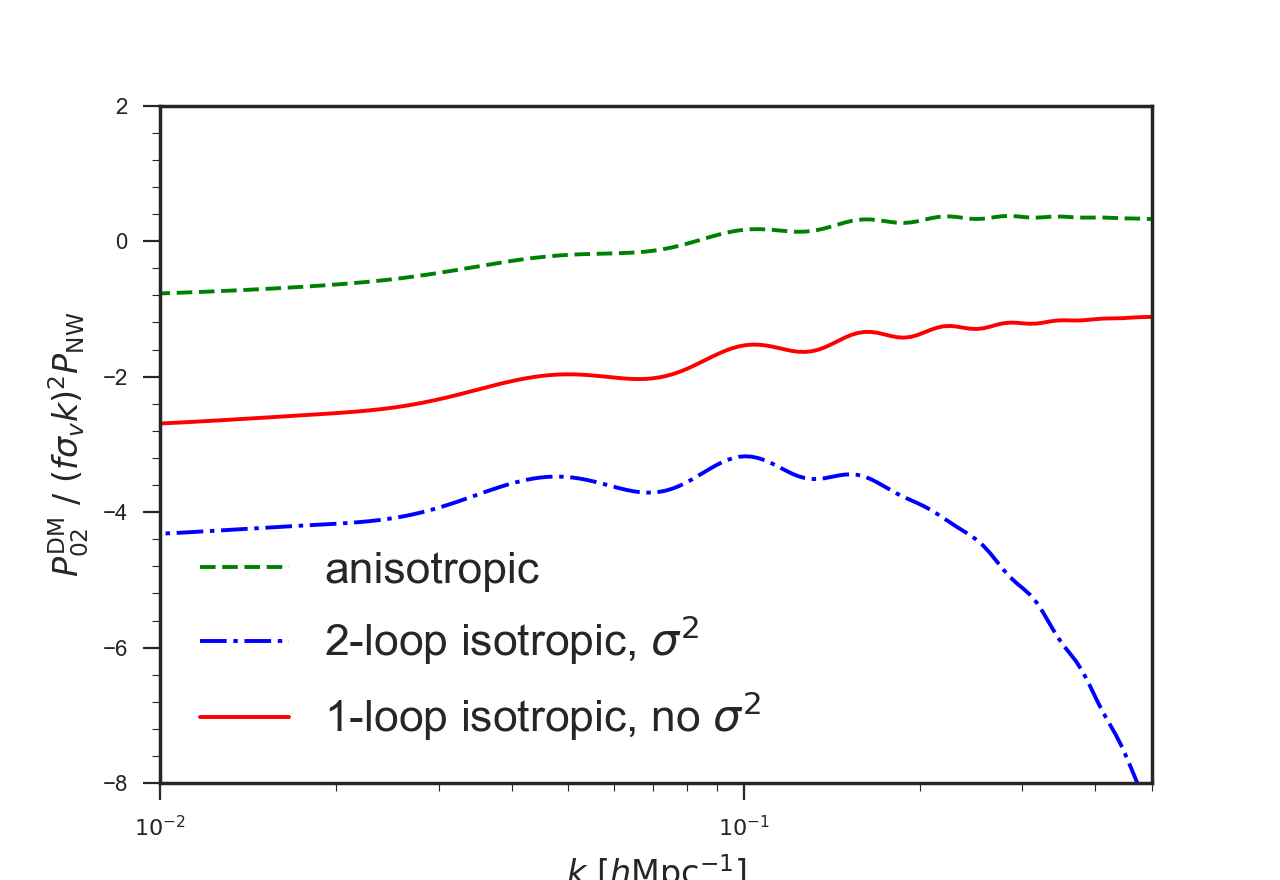 2
0
−2
−4
−6
−8
P_{02}^{DM} / (fσ_v k)^2 P_{NW}
anisotropic
2-loop isotropic, σ^2
1-loop isotropic, no σ^2
10^{−2}
10^{−1}
k [hMpc^{−1}]